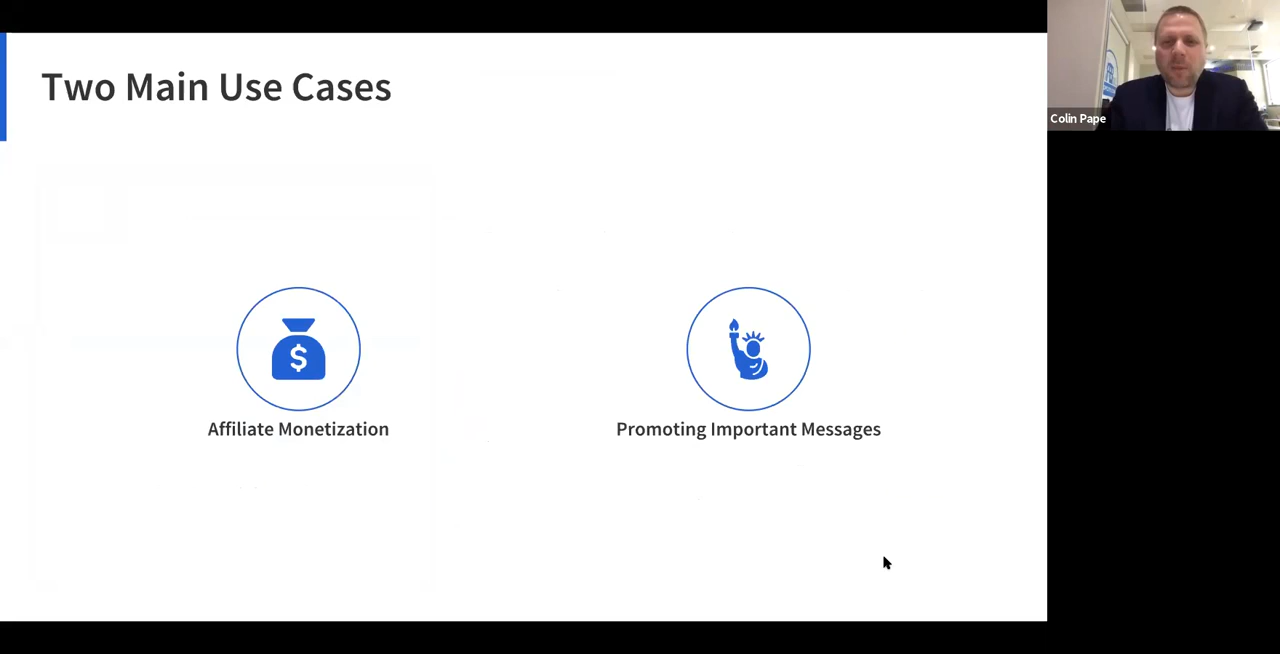 Two Main Use Cases
Colin Pape
$
Affiliate Monetization
Promoting Important Messages